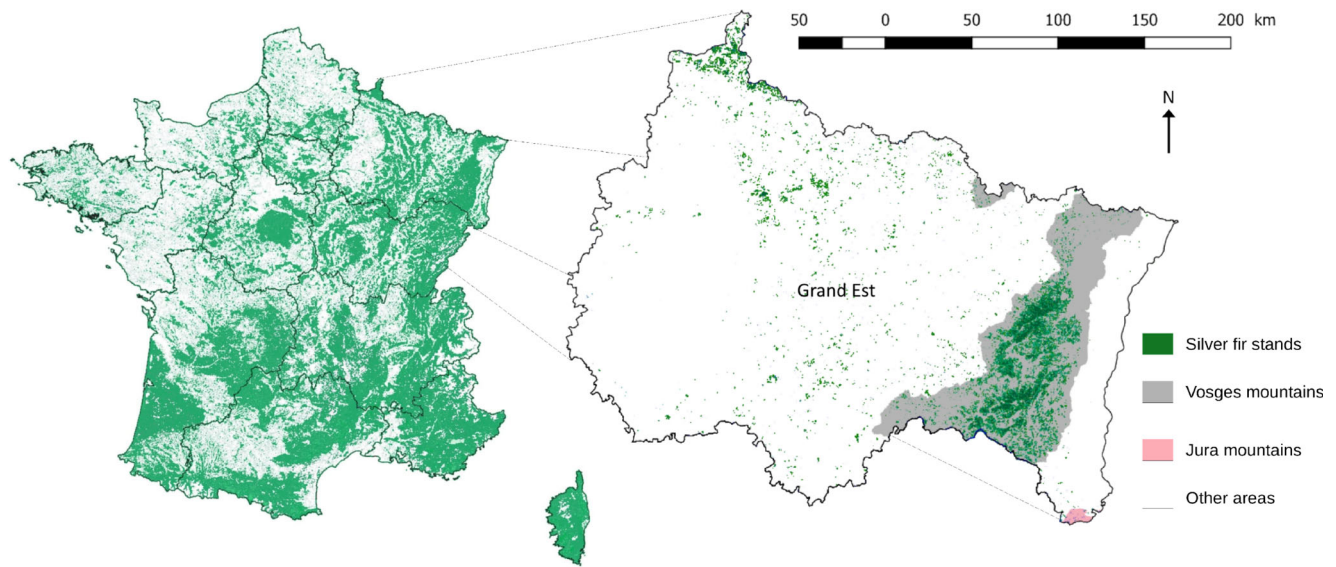 50 0 50 100 150 200 km
N
Grand Est
Silver fir stands
Vosges mountains
Jura mountains
Other areas